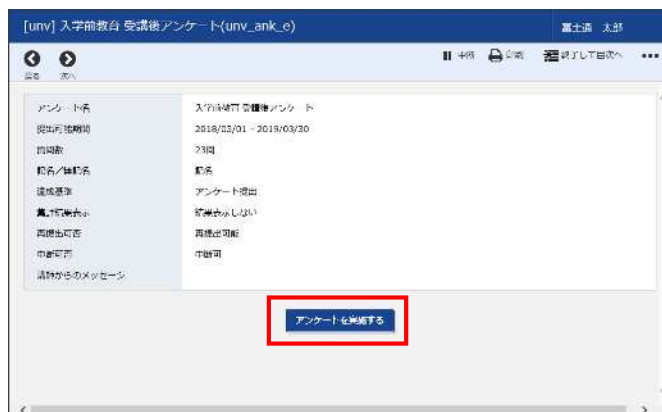 [unv] 入学前教育 受講後アンケート(unv_ank_e)
富士通 太郎
戻る 次へ
中断 印刷 終了して目次へ
アンケート名 入学前教育 受講後アンケート
提出可能期間 2018/03/01 - 2019/03/20
質問数 23問
記名/無記名 記名
達成基準 アンケート提出
集計結果表示 結果表示しない
再提出可否 再提出可能
中断可否 中断可
講師からのメッセージ
アンケートを実施する